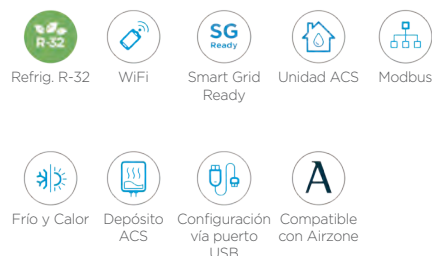 R-32
SG
Ready
Refrig. R-32
WiFi
Smart Grid
Ready
Unidad ACS
Modbus
A
Frío y Calor
Depósito
ACS
Configuración
vía puerto
USB
Compatible
con Airzone